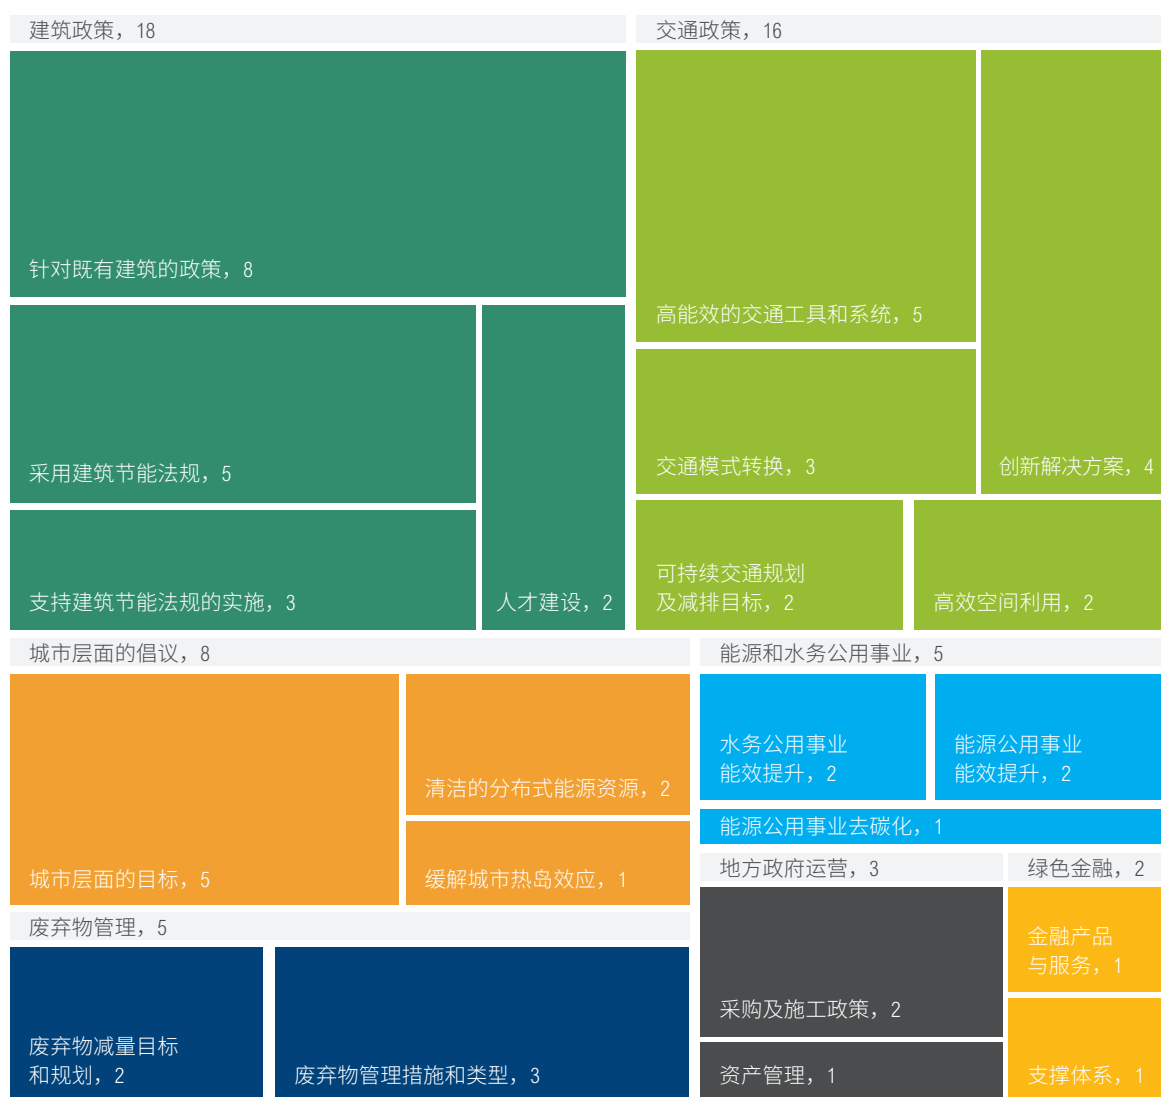 建筑政策，18
针对既有建筑的政策，8
采用建筑节能法规，5
支持建筑节能法规的实施，3
人才建设，2
交通政策，16
高能效的交通工具和系统，5
创新解决方案，4
交通模式转换，3
可持续交通规划
及减排目标，2
高效空间利用，2
城市层面的倡议，8
城市层面的目标，5
清洁的分布式能源资源，2
缓解城市热岛效应，1
能源和水务公用事业，5
水务公用事业
能效提升，2
能源公用事业
能效提升，2
能源公用事业去碳化，1
废弃物管理，5
废弃物减量目标
和规划，2
废弃物管理措施和类型，3
地方政府运营，3
采购及施工政策，2
资产管理，1
绿色金融，2
金融产品
与服务，1
支撑体系，1